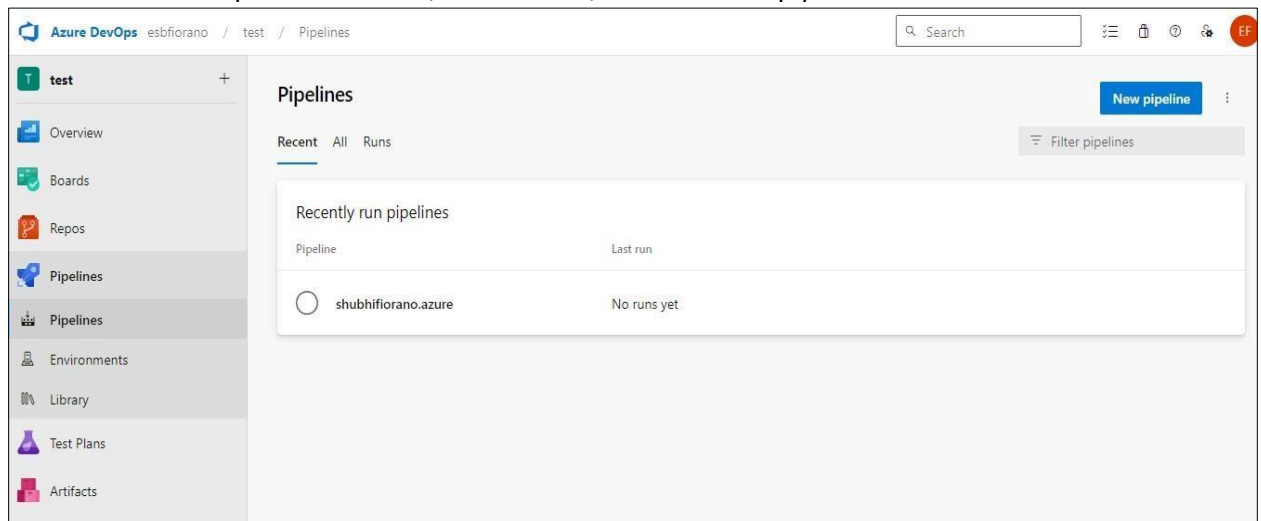 Azure DevOps esbfiorano / test / Pipelines
Search
EF
T test +
Overview
Boards
Repos
Pipelines
Pipelines
Environments
Library
Test Plans
Artifacts
Pipelines
New pipeline
Recent All Runs
Filter pipelines
Recently run pipelines
Pipeline Last run
shubhifiorano.azure No runs yet